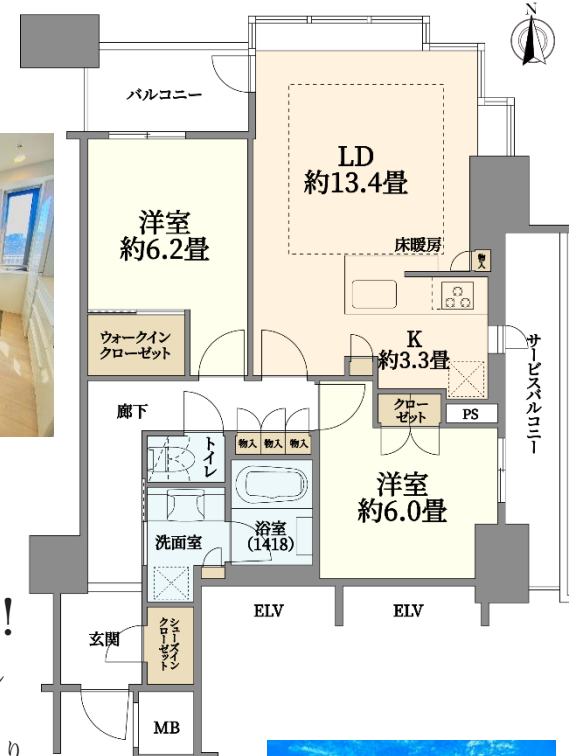 N
バルコニー
LD
約13.4畳
洋室
約6.2畳
床暖房
物入
ウォークイン
クローゼット
K
約3.3畳
サービスバルコニー
廊下
トイレ
物入
物入
物入
クロー
ゼット
PS
洋室
約6.0畳
洗面室
浴室
(1418)
ELV
ELV
!
玄関
シューズイン
クローゼット
MB
り